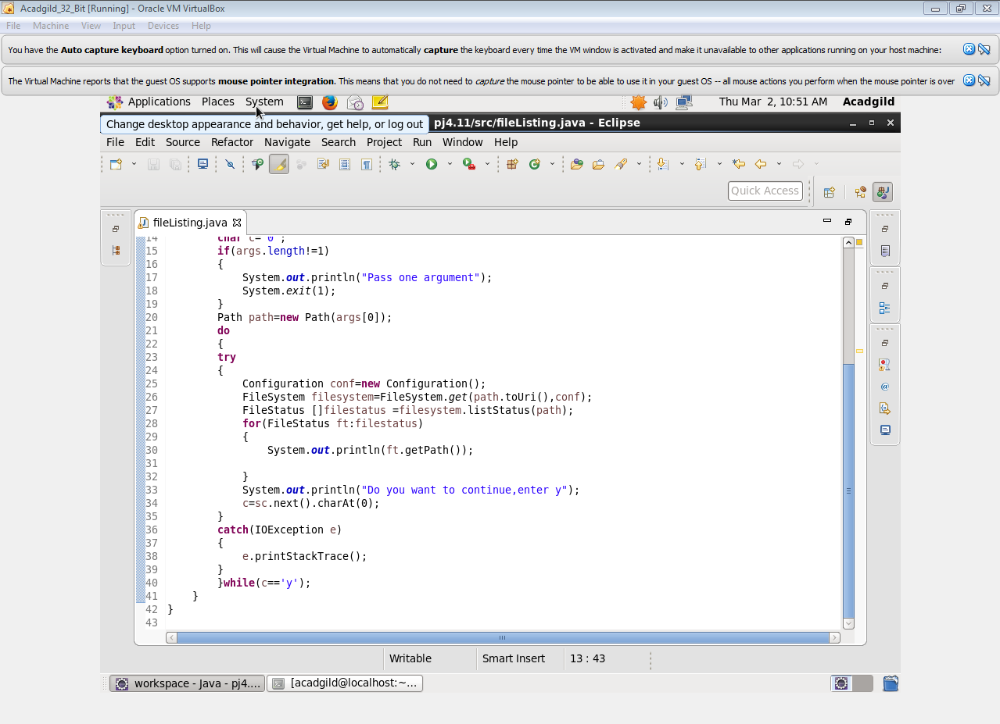 Acadgild_32_Bit [Running] - Oracle VM VirtualBox
File Machine View Input Devices Help
You have the Auto capture keyboard option turned on. This will cause the Virtual Machine to automatically capture the keyboard every time the VM window is activated and make it unavailable to other applications running on your host machine:
The Virtual Machine reports that the guest OS supports mouse pointer integration. This means that you do not need to capture the mouse pointer to be able to use it in your guest OS -- all mouse actions you perform when the mouse pointer is over
Applications Places System Thu Mar 2, 10:51 AM Acadgild
Change desktop appearance and behavior, get help, or log out pj4.11/src/fileListing.java - Eclipse
File Edit Source Refactor Navigate Search Project Run Window Help
Quick Access
fileListing.java
14 char c='0';
15 if(args.length!=1)
16 {
17 System.out.println("Pass one argument");
18 System.exit(1);
19 }
20 Path path=new Path(args[0]);
21 do
22 {
23 try
24 {
25 Configuration conf=new Configuration();
26 FileSystem filesystem=FileSystem.get(path.toUri(),conf);
27 FileStatus []filestatus =filesystem.listStatus(path);
28 for(FileStatus ft:filestatus)
29 {
30 System.out.println(ft.getPath());
31
32 }
33 System.out.println("Do you want to continue,enter y");
34 c=sc.next().charAt(0);
35 }
36 catch(IOException e)
37 {
38 e.printStackTrace();
39 }
40 }while(c=='y');
41 }
42 }
43
Writable Smart Insert 13 : 43
workspace - Java - pj4.... [acadgild@localhost:~...